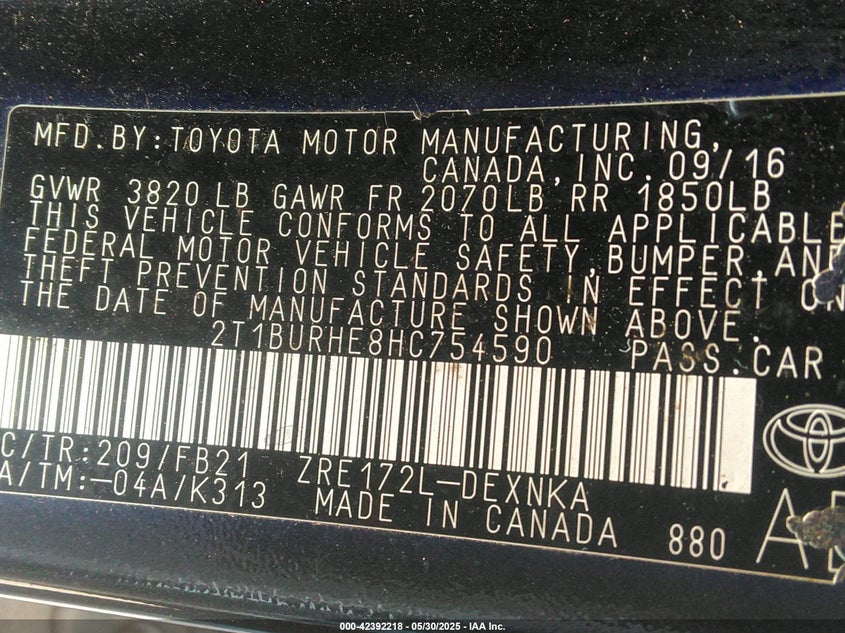 MFD.BY:TOYOTA MOTOR MANUFACTURING,
CANADA,INC. 09/16
GVWR 3820 LB GAWR FR 2070LB RR 1850LB
THIS VEHICLE CONFORMS TO ALL APPLICABLE
FEDERAL MOTOR VEHICLE SAFETY,BUMPER,AND
THEFT PREVENTION STANDARDS IN EFFECT ON
THE DATE OF MANUFACTURE SHOWN ABOVE.
2T1BURHE8HC754590 PASS.CAR
C/TR:209/FB21 ZRE172L-DEXNKA
A/TM:-04A/K313 MADE IN CANADA 880
000-42392218 - 05/30/2025 - IAA Inc.